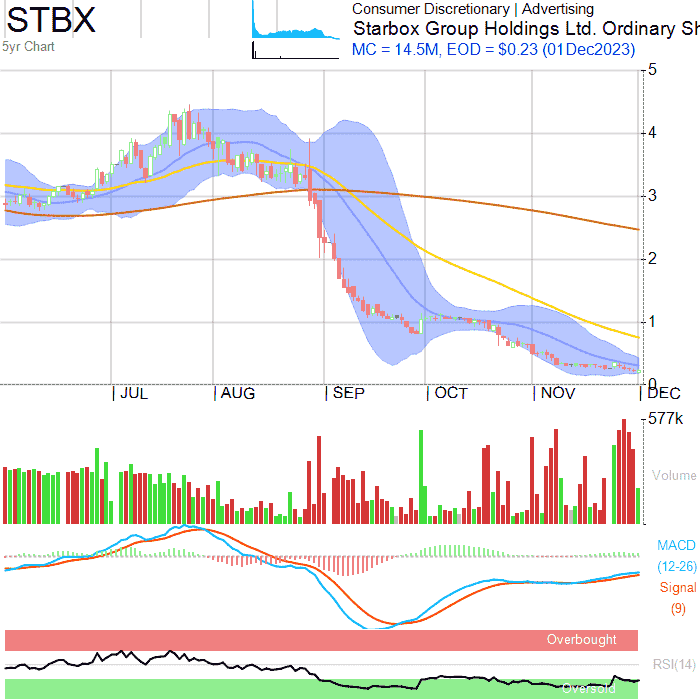 STBX
5yr Chart
Consumer Discretionary | Advertising
Starbox Group Holdings Ltd. Ordinary Sh
MC = 14.5M, EOD = $0.23 (01Dec2023)
5
4
3
2
1
0
JUL AUG SEP OCT NOV DEC
577k
Volume
MACD
(12-26)
Signal
(9)
Overbought
RSI(14)
Oversold